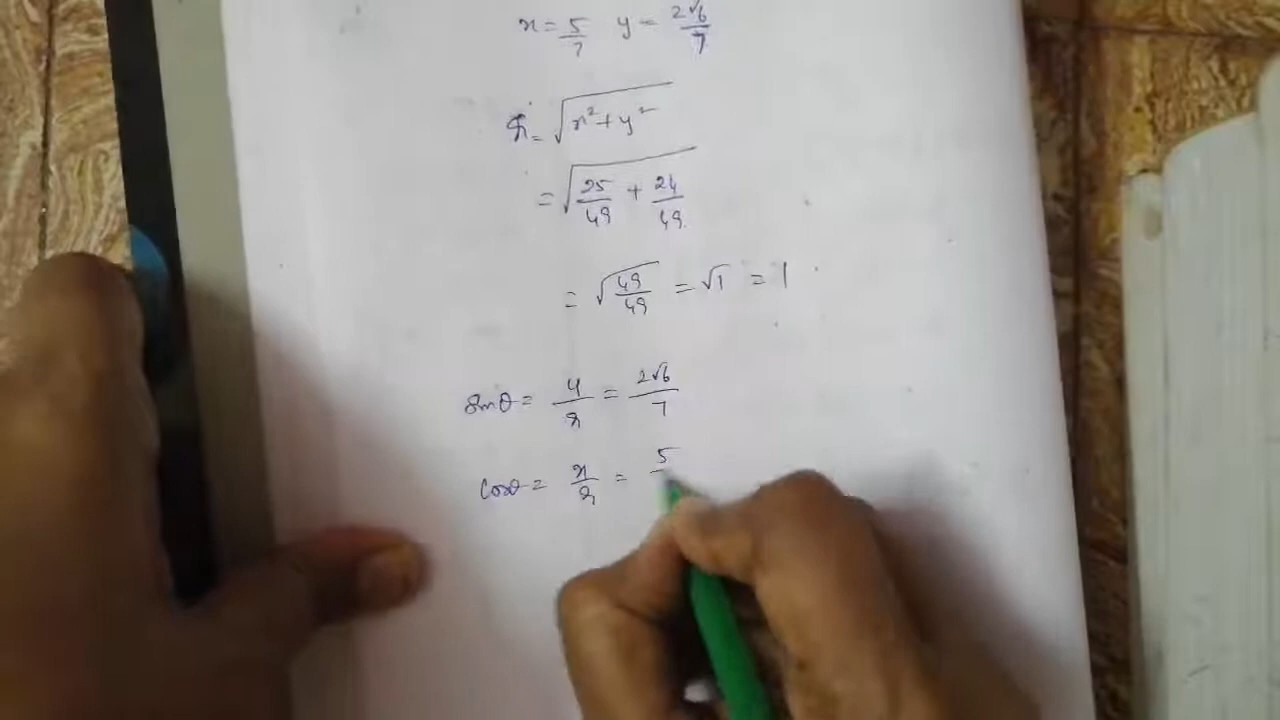 x = 5/7 y = 2√6/7
r = √x²+y²
= √25/49 + 24/49
= √49/49 = √1 = 1
sinθ = y/r = 2√6/7
cosθ = x/r = 5